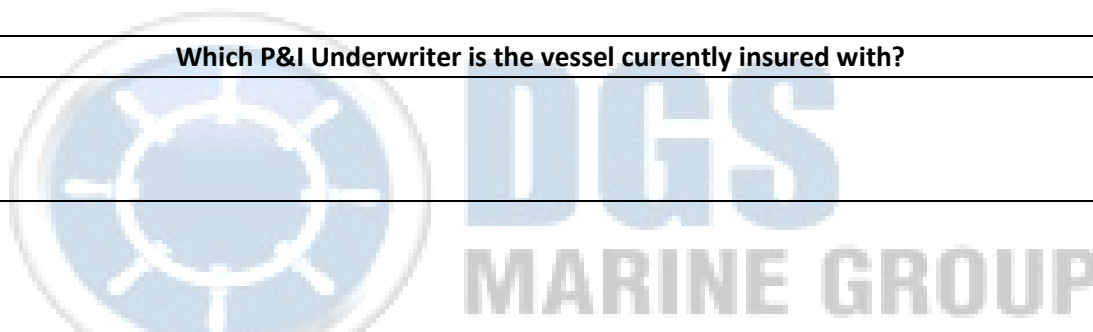 Which P&I Underwriter is the vessel currently insured with?
DGS
MARINE GROUP